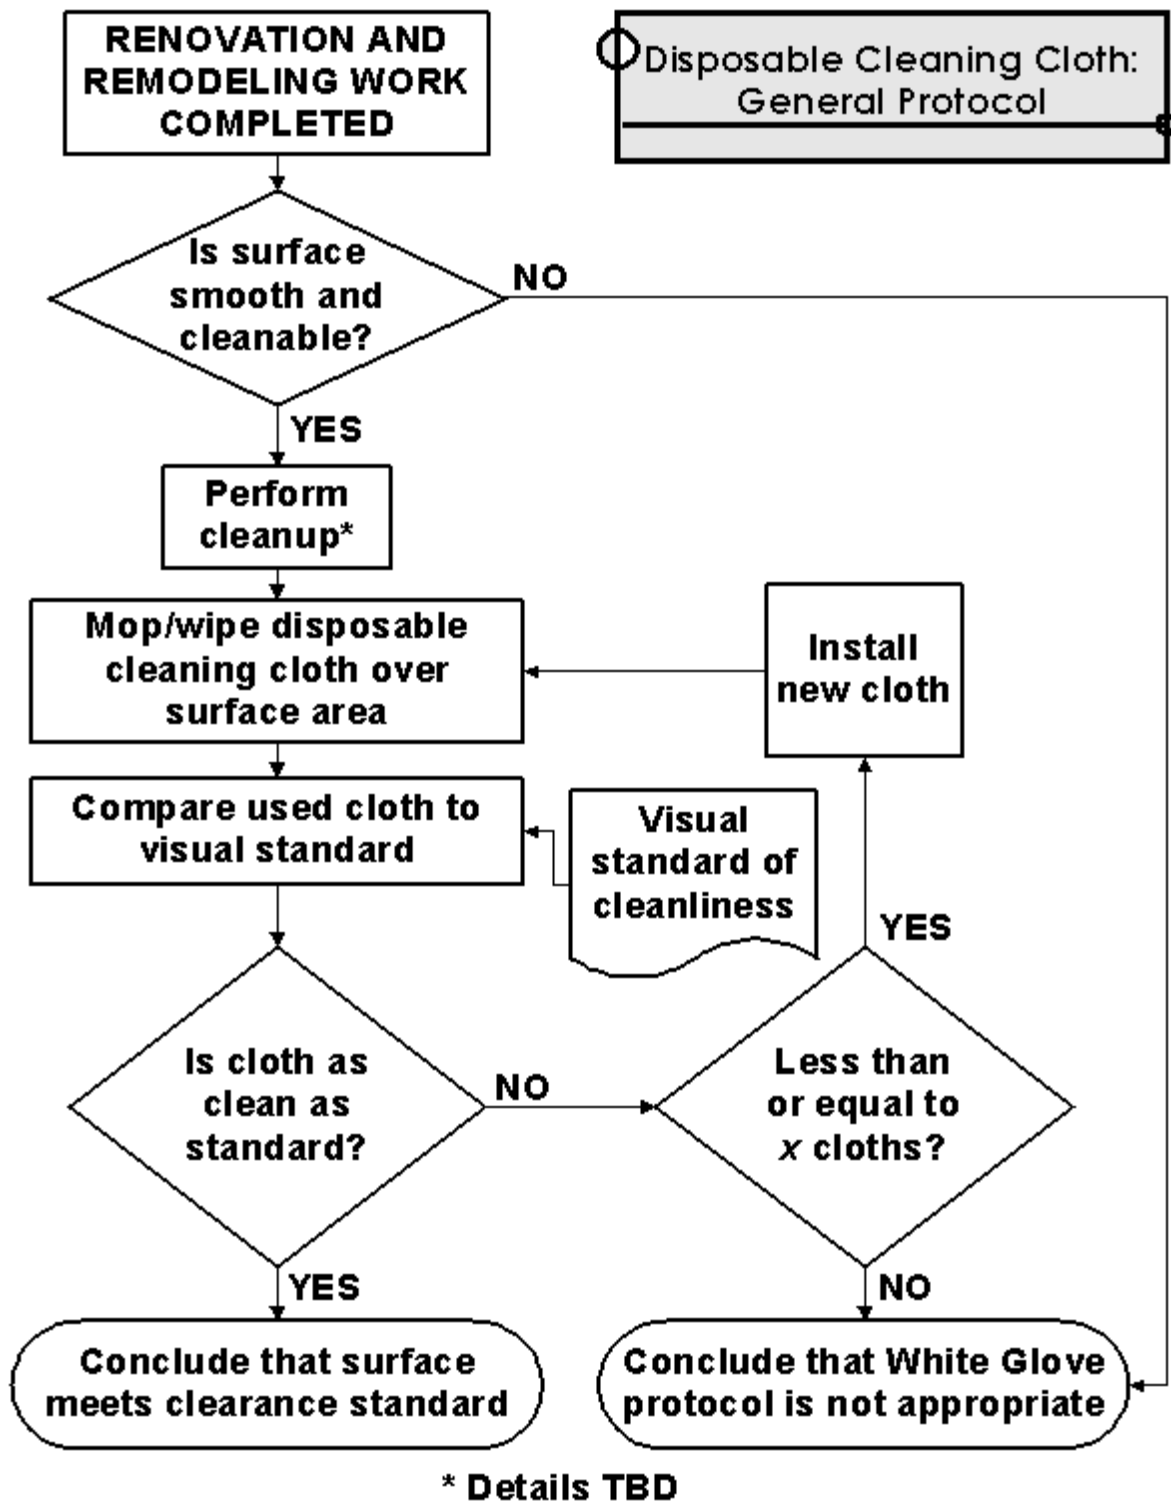 RENOVATION AND
REMODELING WORK
COMPLETED
Disposable Cleaning Cloth:
General Protocol
Is surface
smooth and
cleanable?
NO
YES
Perform
cleanup*
Mop/wipe disposable
cleaning cloth over
surface area
Install
new cloth
Compare used cloth to
visual standard
Visual
standard of
cleanliness
YES
Is cloth as
clean as
standard?
NO
Less than
or equal to
x cloths?
YES
NO
Conclude that surface
meets clearance standard
Conclude that White Glove
protocol is not appropriate
* Details TBD